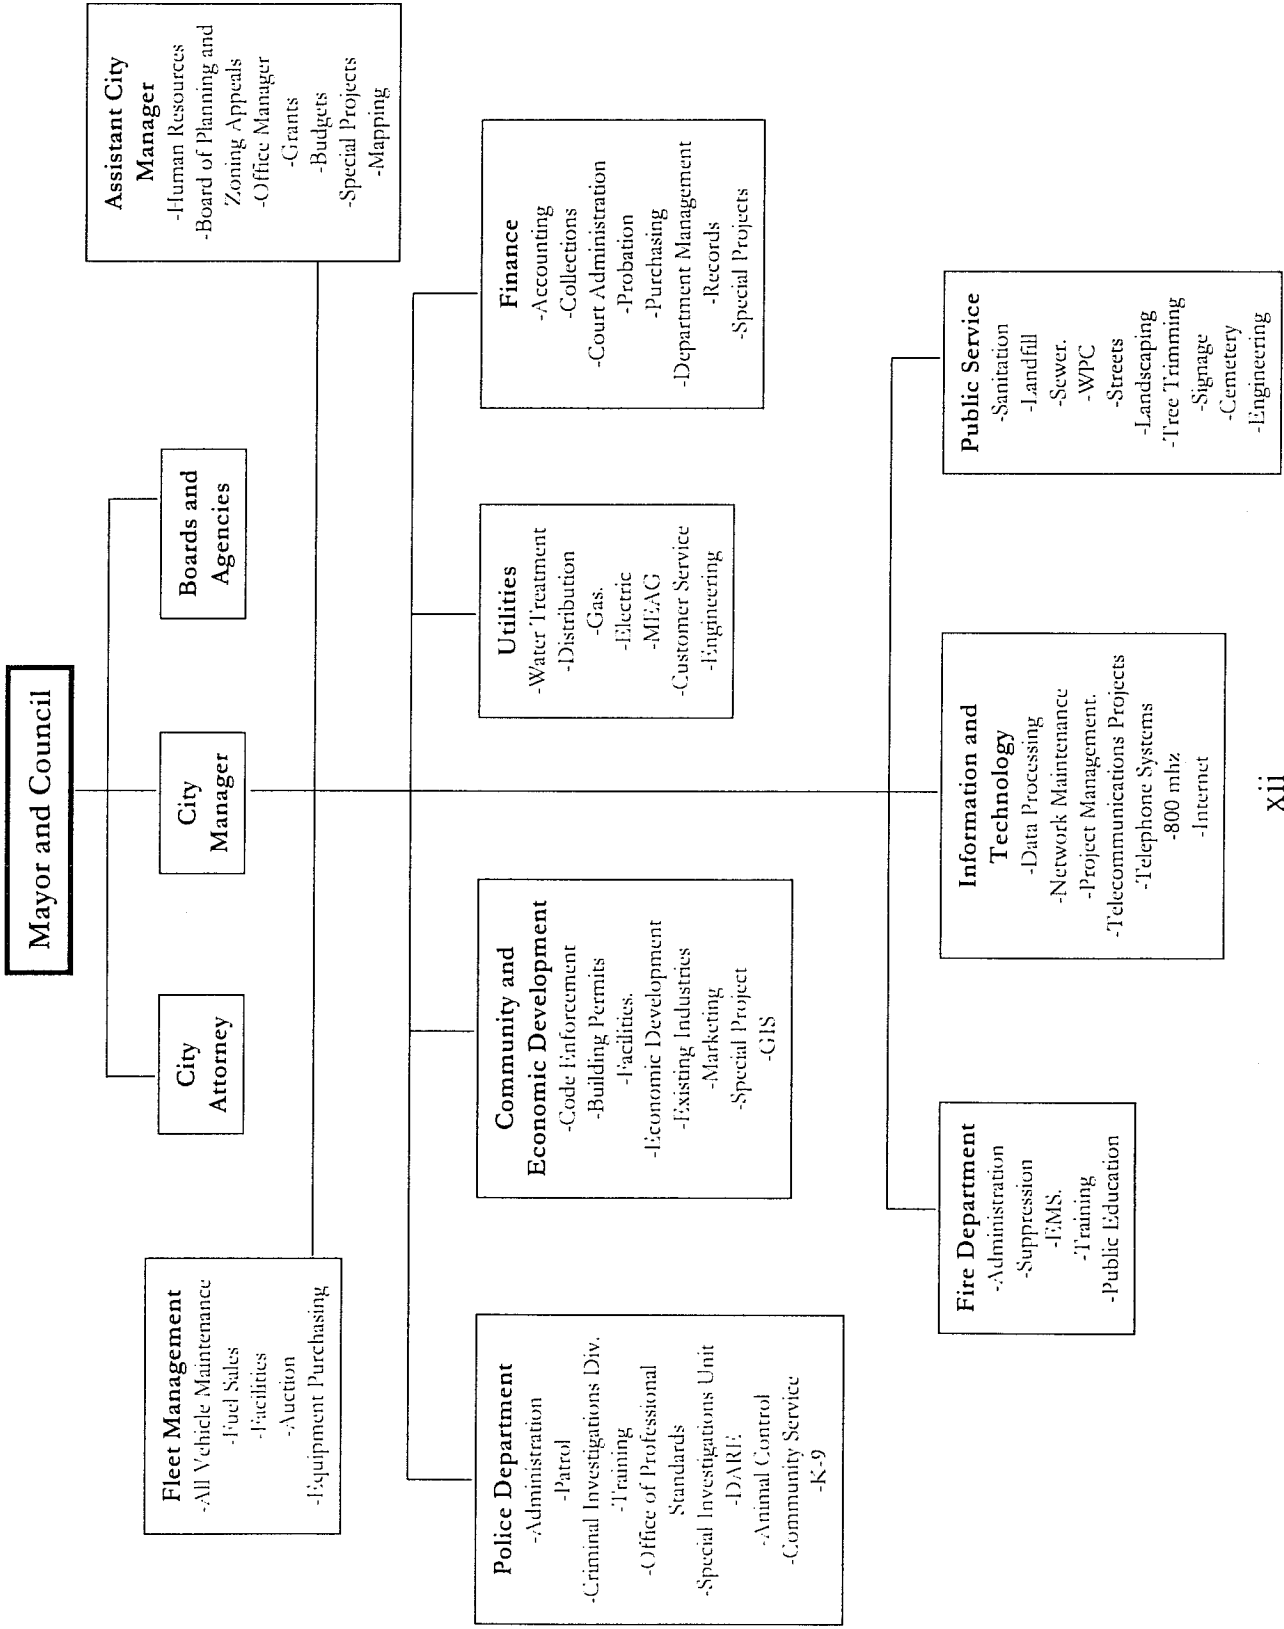 Mayor and Council
City
Attorney
City
Manager
Boards and
Agencies
Fleet Management
-All Vehicle Maintenance
-Fuel Sales
-Facilities
-Auction
-Equipment Purchasing
Assistant City
Manager
-Human Resources
-Board of Planning and
Zoning Appeals
-Office Manager
-Grants
-Budgets
-Special Projects
-Mapping
Police Department
-Administration
-Patrol
-Criminal Investigations Div.
-Training
-Office of Professional
Standards
-Special Investigations Unit
-DARE
-Animal Control
-Community Service
-K-9
Community and
Economic Development
-Code Enforcement
-Building Permits
-Facilities.
-Economic Development
-Existing Industries
-Marketing
-Special Project
-GIS
Utilities
-Water Treatment
-Distribution
-Gas.
-Electric
-MEAG
-Customer Service
-Engineering
Finance
-Accounting
-Collections
-Court Administration
-Probation
-Purchasing
-Department Management
-Records
-Special Projects
Fire Department
-Administration
-Suppression
-EMS.
-Training
-Public Education
Information and
Technology
-Data Processing
-Network Maintenance
-Project Management.
-Telecommunications Projects
-Telephone Systems
-800 mhz
-Internet
Public Service
-Sanitation
-Landfill
-Sewer.
-WPC
-Streets
-Landscaping
-Tree Trimming
-Signage
-Cemetery
-Engineering
xii